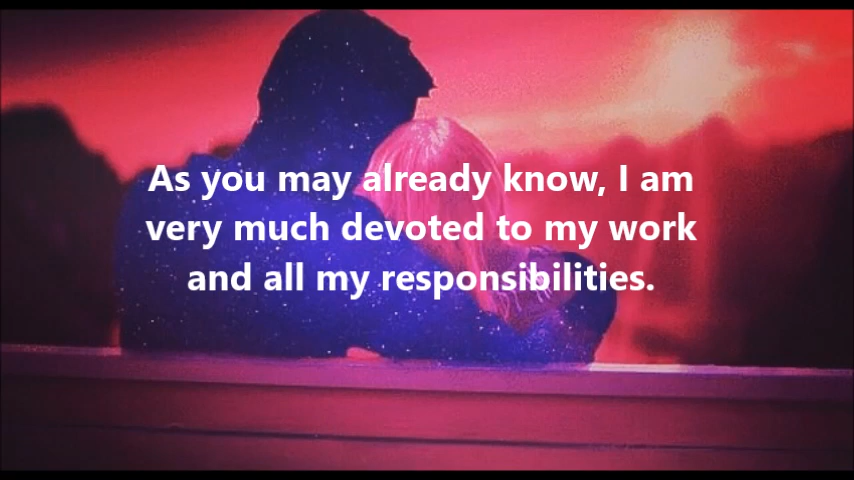 As you may already know, I am
very much devoted to my work
and all my responsibilities.